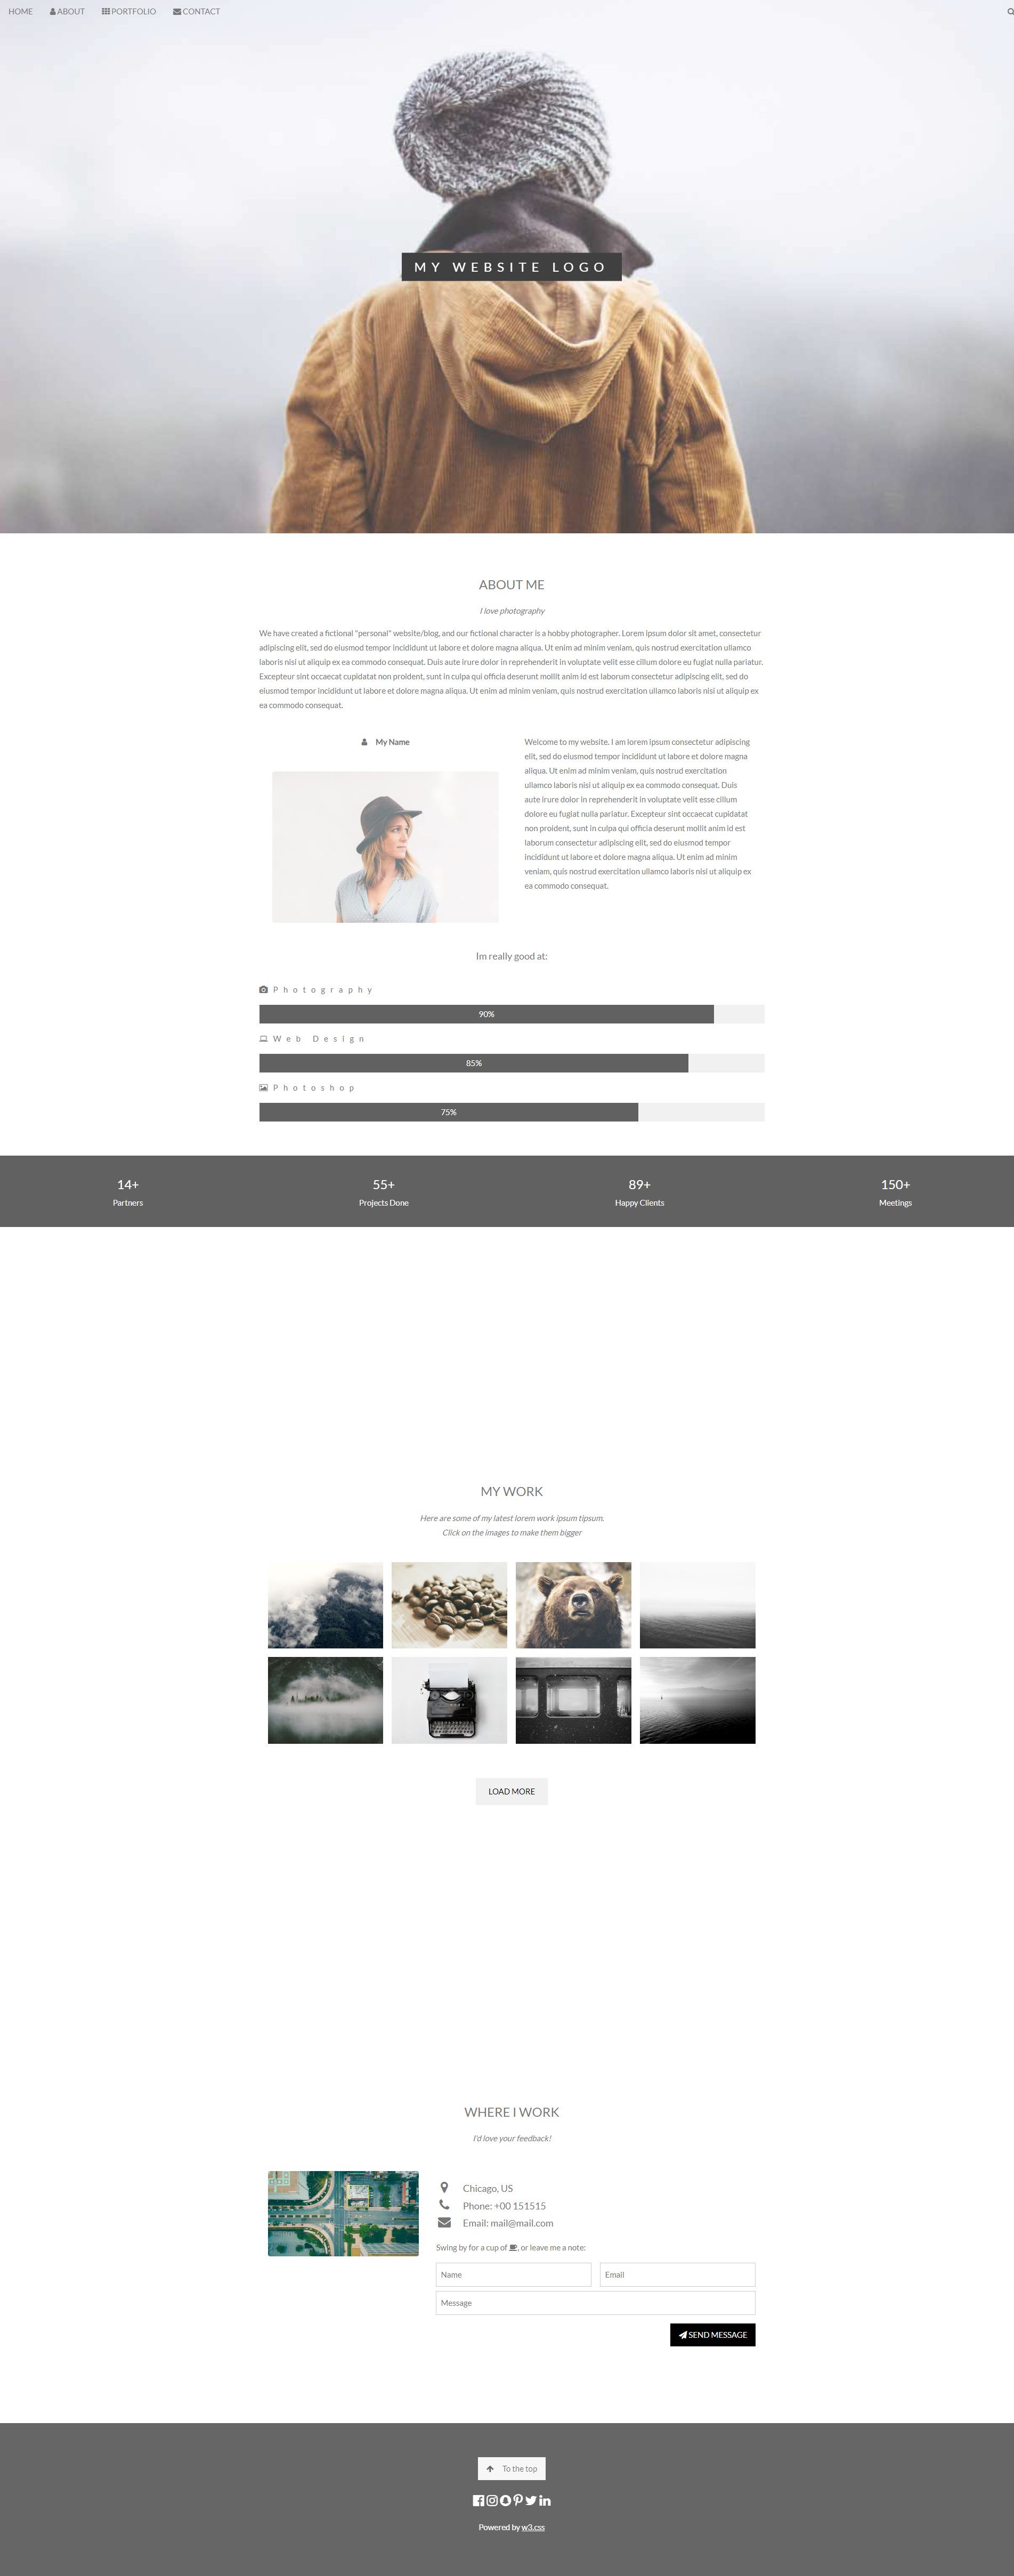 HOME ABOUT PORTFOLIO CONTACT
MY WEBSITE LOGO
ABOUT ME
I love photography
We have created a fictional "personal" website/blog, and our fictional character is a hobby photographer. Lorem ipsum dolor sit amet, consectetur
adipiscing elit, sed do eiusmod tempor incididunt ut labore et dolore magna aliqua. Ut enim ad minim veniam, quis nostrud exercitation ullamco
laboris nisi ut aliquip ex ea commodo consequat. Duis aute irure dolor in reprehenderit in voluptate velit esse cillum dolore eu fugiat nulla pariatur.
Excepteur sint occaecat cupidatat non proident, sunt in culpa qui officia deserunt mollit anim id est laborum consectetur adipiscing elit, sed do
eiusmod tempor incididunt ut labore et dolore magna aliqua. Ut enim ad minim veniam, quis nostrud exercitation ullamco laboris nisi ut aliquip ex
ea commodo consequat.
My Name
Welcome to my website. I am lorem ipsum consectetur adipiscing
elit, sed do eiusmod tempor incididunt ut labore et dolore magna
aliqua. Ut enim ad minim veniam, quis nostrud exercitation
ullamco laboris nisi ut aliquip ex ea commodo consequat. Duis
aute irure dolor in reprehenderit in voluptate velit esse cillum
dolore eu fugiat nulla pariatur. Excepteur sint occaecat cupidatat
non proident, sunt in culpa qui officia deserunt mollit anim id est
laborum consectetur adipiscing elit, sed do eiusmod tempor
incididunt ut labore et dolore magna aliqua. Ut enim ad minim
veniam, quis nostrud exercitation ullamco laboris nisi ut aliquip ex
ea commodo consequat.
Im really good at:
Photography
90%
Web Design
85%
Photoshop
75%
14+ 55+ 89+ 150+
Partners Projects Done Happy Clients Meetings
MY WORK
Here are some of my latest lorem work ipsum tipsum.
Click on the images to make them bigger
LOAD MORE
WHERE I WORK
I'd love your feedback!
Chicago, US
Phone: +00 151515
Email: mail@mail.com
Swing by for a cup of , or leave me a note:
Name Email
Message
SEND MESSAGE
To the top
Powered by w3.css